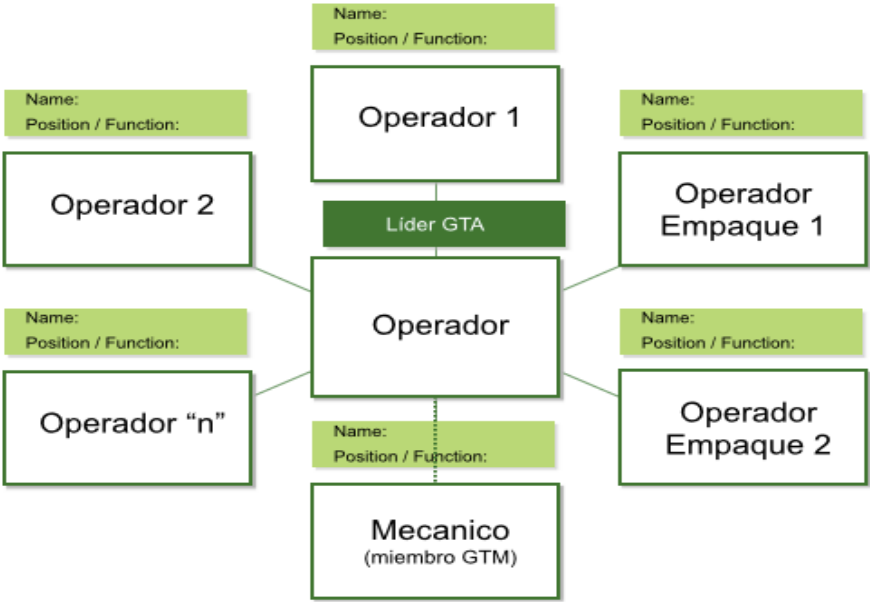 Name:
Position / Function:
Operador 1
Name:
Position / Function:
Operador 2
Name:
Position / Function:
Operador
Empaque 1
Líder GTA
Operador
Name:
Position / Function:
Operador “n”
Name:
Position / Function:
Operador
Empaque 2
Name:
Position / Function:
Mecanico
(miembro GTM)